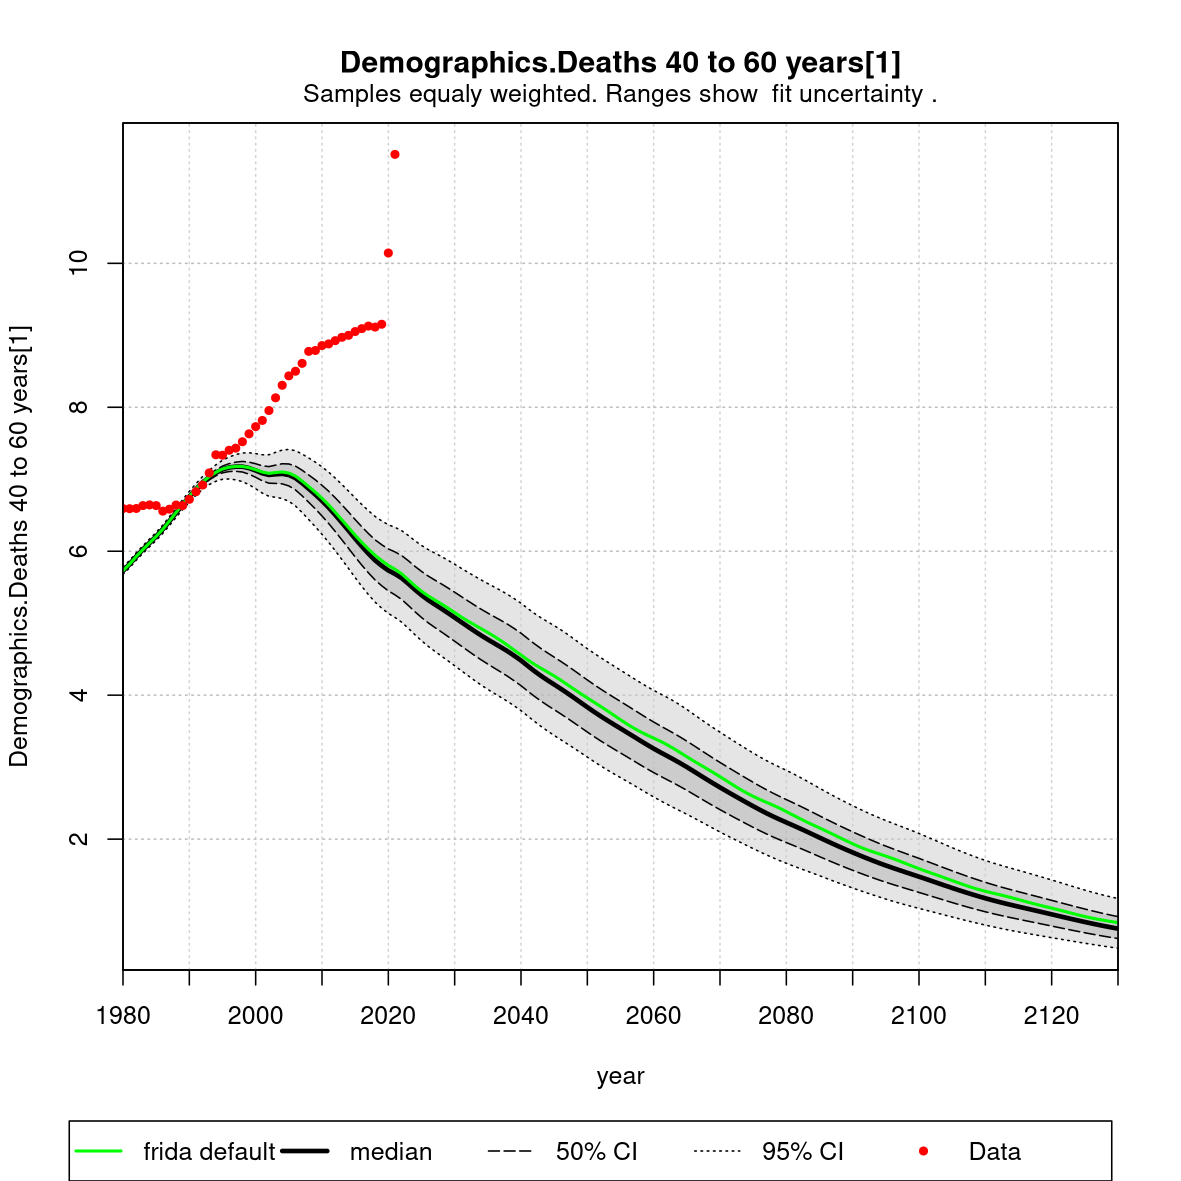 Demographics.Deaths 40 to 60 years[1]
Samples equaly weighted. Ranges show  fit uncertainty .
Demographics.Deaths 40 to 60 years[1]
10
8
6
4
2
1980 2000 2020 2040 2060 2080 2100 2120
year
frida default median 50% CI 95% CI Data